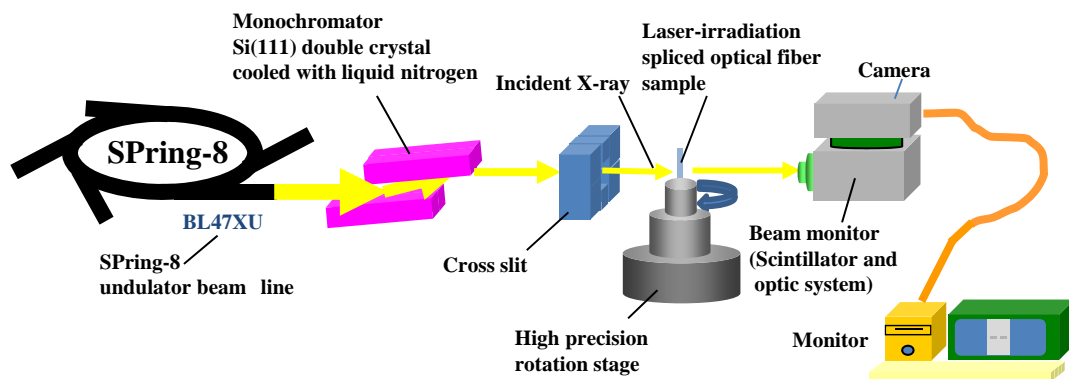 Monochromator
Si(111) double crystal
cooled with liquid nitrogen
Laser-irradiation
spliced optical fiber
sample
Incident X-ray
Camera
SPring-8
BL47XU
SPring-8
undulator beam line
Cross slit
High precision
rotation stage
Beam monitor
(Scintillator and
optic system)
Monitor